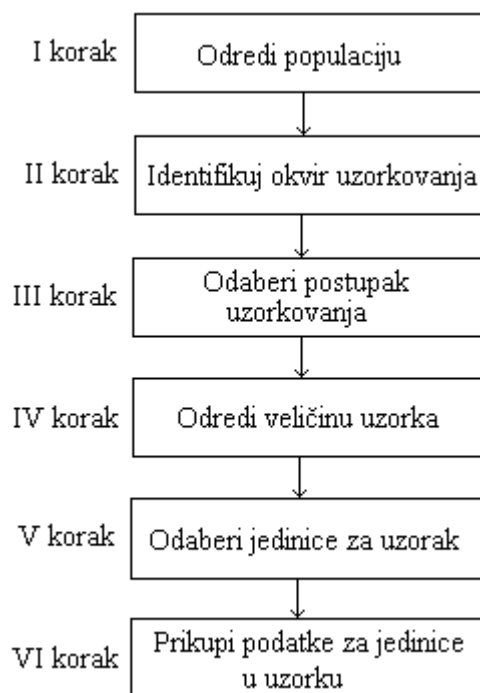 I korak Odredi populaciju
II korak Identifikuj okvir uzorkovanja
III korak Odaberi postupak
uzorkovanja
IV korak Odredi veličinu uzorka
V korak Odaberi jedinice za uzorak
VI korak Prikupi podatke za jedinice
u uzorku